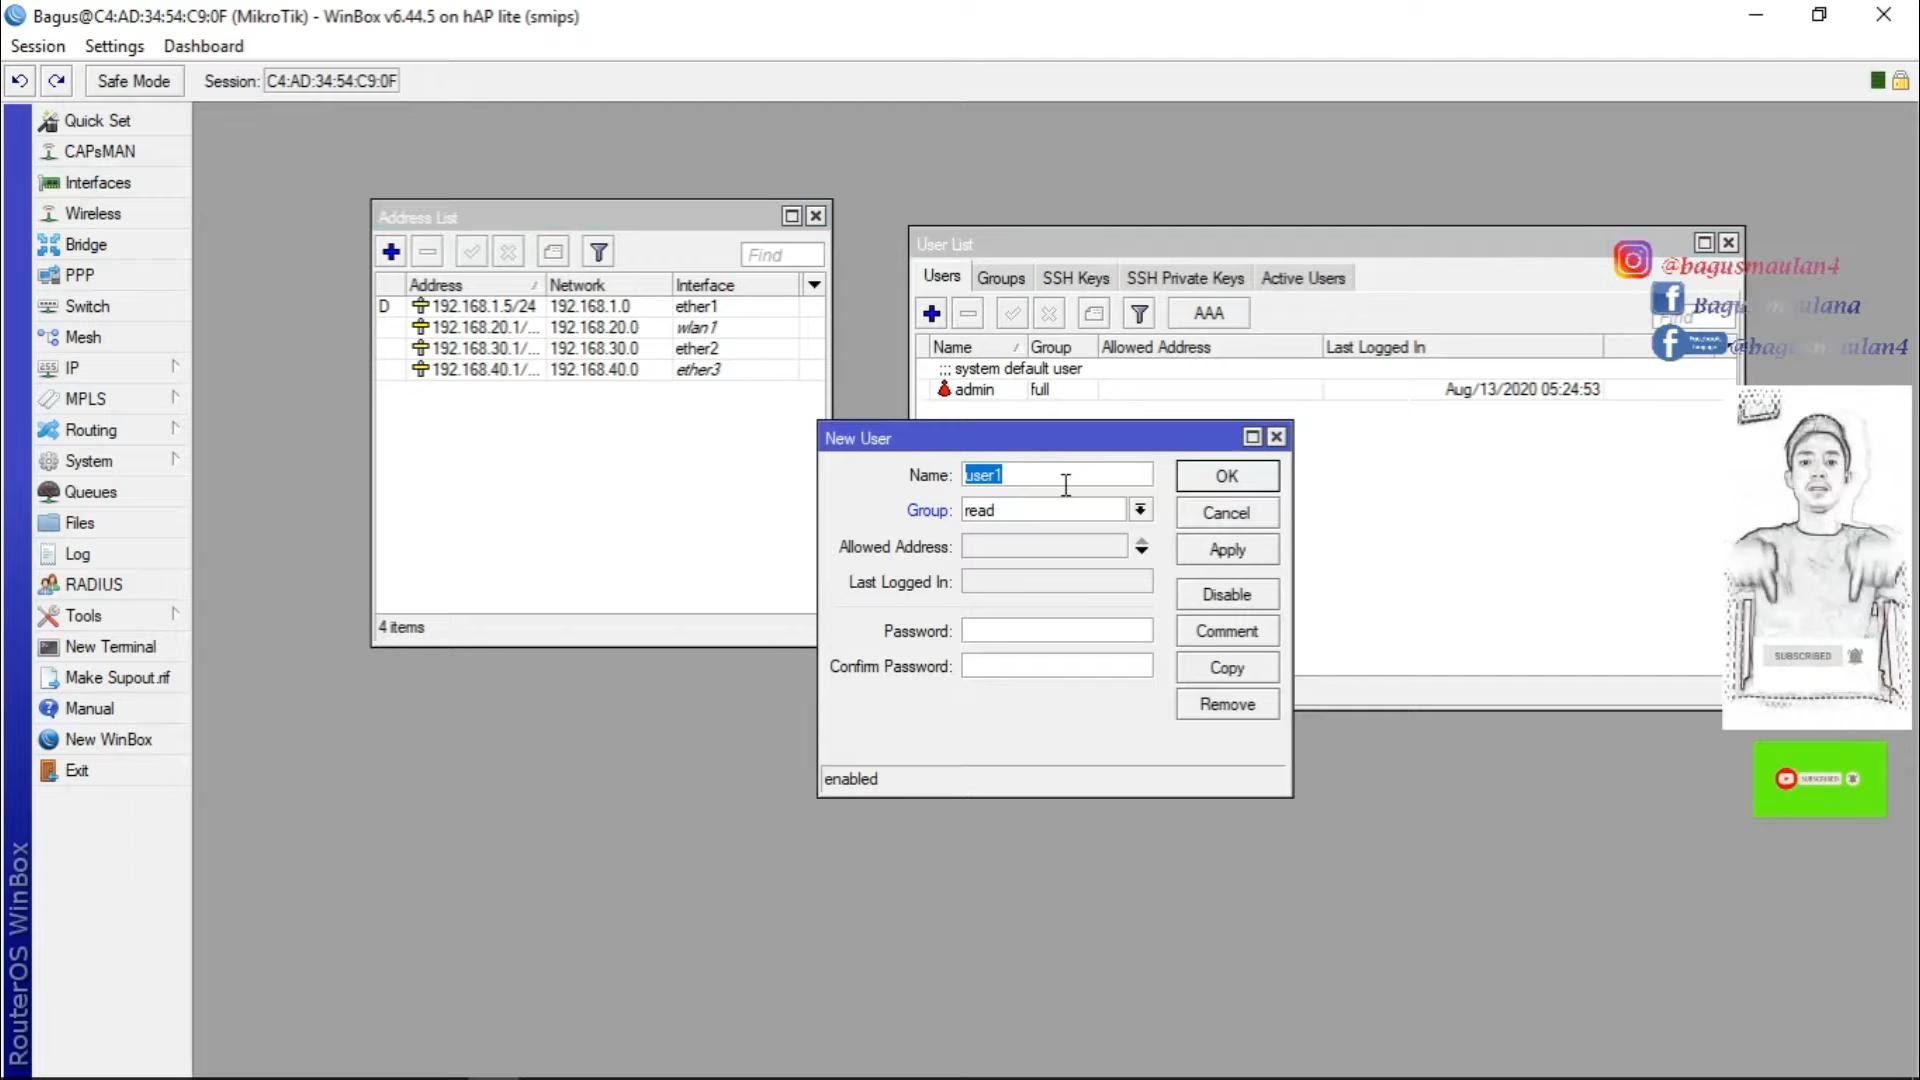 Bagus@C4:AD:34:54:C9:0F (MikroTik) - WinBox v6.44.5 on hAP lite (smips)
Session Settings Dashboard
Safe Mode Session: C4:AD:34:54:C9:0F
Quick Set
CAPsMAN
Interfaces
Wireless
Bridge
PPP
Switch
Mesh
IP
MPLS
Routing
System
Queues
Files
Log
RADIUS
Tools
New Terminal
Make Supout.rif
Manual
New WinBox
Exit
RouterOS WinBox
Address List
Find
Address Network Interface
D 192.168.1.5/24 192.168.1.0 ether1
192.168.20.1/... 192.168.20.0 wlan1
192.168.30.1/... 192.168.30.0 ether2
192.168.40.1/... 192.168.40.0 ether3
4 items
User List
Users Groups SSH Keys SSH Private Keys Active Users
AAA
Find
Name Group Allowed Address Last Logged In
;;; system default user
admin full Aug/13/2020 05:24:53
New User
Name: user1
Group: read
Allowed Address:
Last Logged In:
Password:
Confirm Password:
OK
Cancel
Apply
Disable
Comment
Copy
Remove
enabled
@bagusmaulan4
SUBSCRIBED
SUBSCRIBED